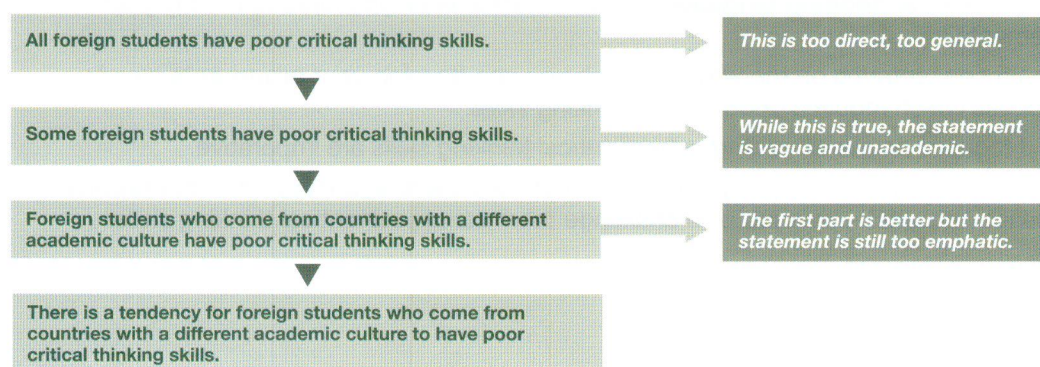 All foreign students have poor critical thinking skills.
This is too direct, too general.
Some foreign students have poor critical thinking skills.
While this is true, the statement
is vague and unacademic.
Foreign students who come from countries with a different
academic culture have poor critical thinking skills.
The first part is better but the
statement is still too emphatic.
There is a tendency for foreign students who come from
countries with a different academic culture to have poor
critical thinking skills.